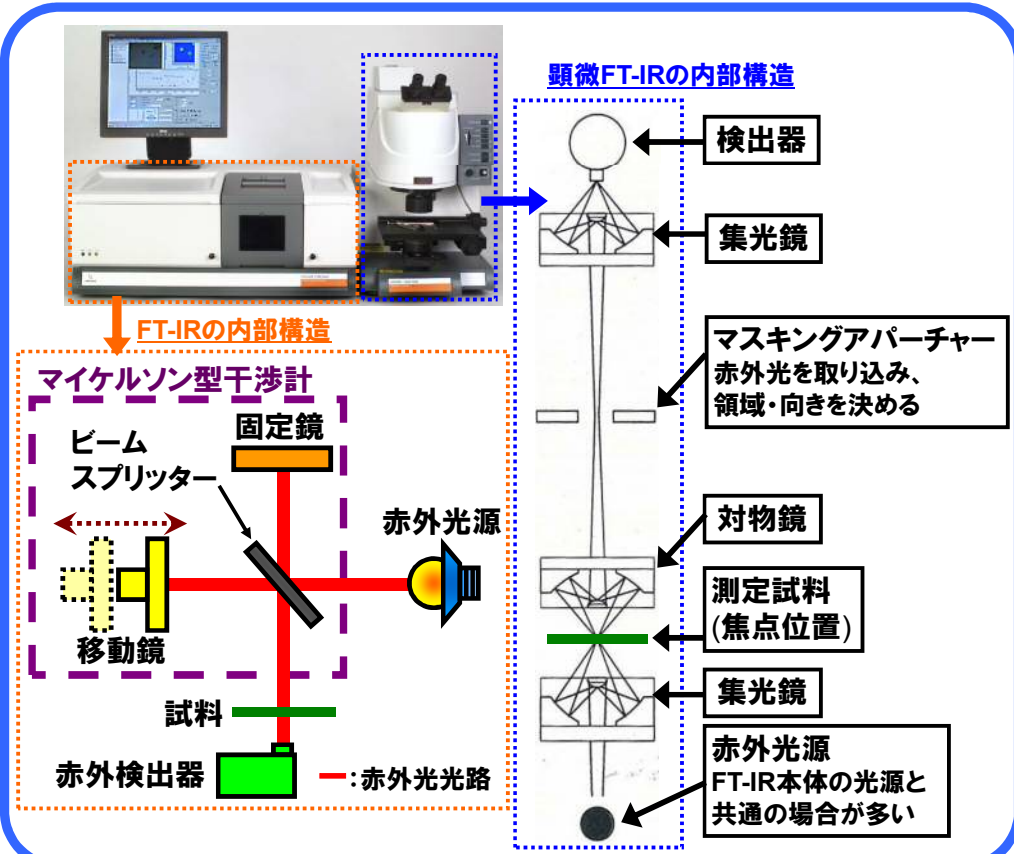 顕微FT-IRの内部構造
検出器
集光鏡
マスキングアパーチャー
赤外光を取り込み、
領域・向きを決める
対物鏡
測定試料
(焦点位置)
集光鏡
赤外光源
FT-IR本体の光源と
共通の場合が多い
FT-IRの内部構造
マイケルソン型干渉計
ビーム
スプリッター
固定鏡
赤外光源
移動鏡
試料
赤外検出器
:赤外光光路